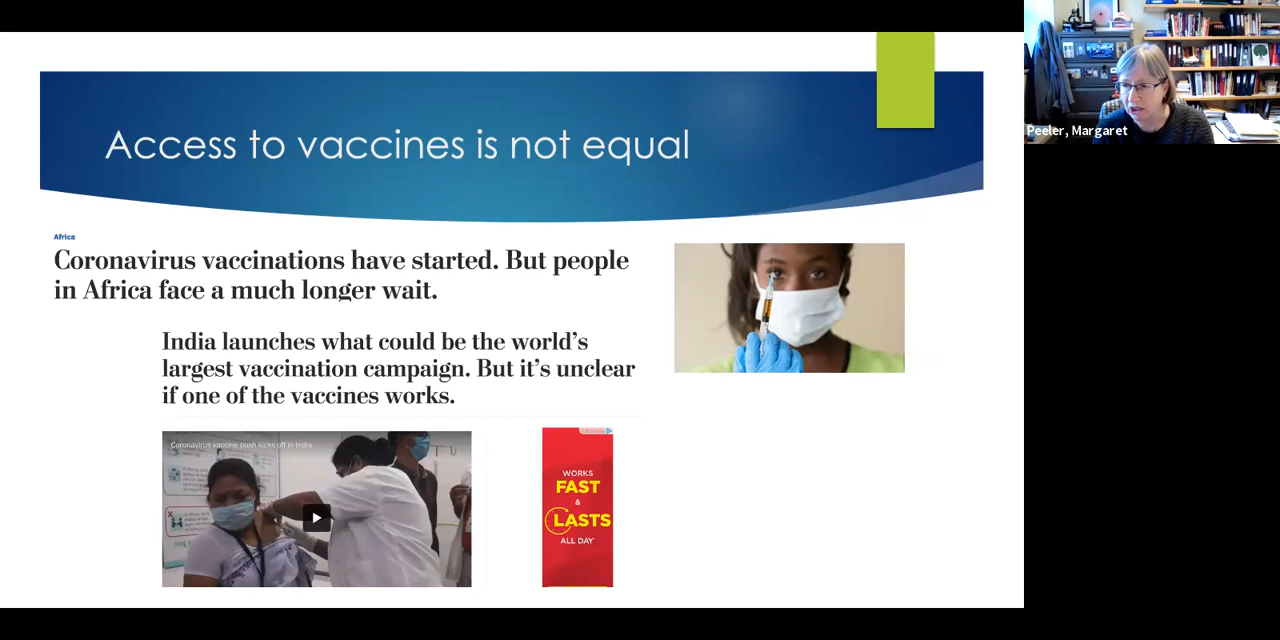 Access to vaccines is not equal
Peeler, Margaret
Africa
Coronavirus vaccinations have started. But people
in Africa face a much longer wait.
India launches what could be the world's
largest vaccination campaign. But it's unclear
if one of the vaccines works.
Coronavirus vaccine push kicks off in India
WORKS
FAST
&
LASTS
ALL DAY